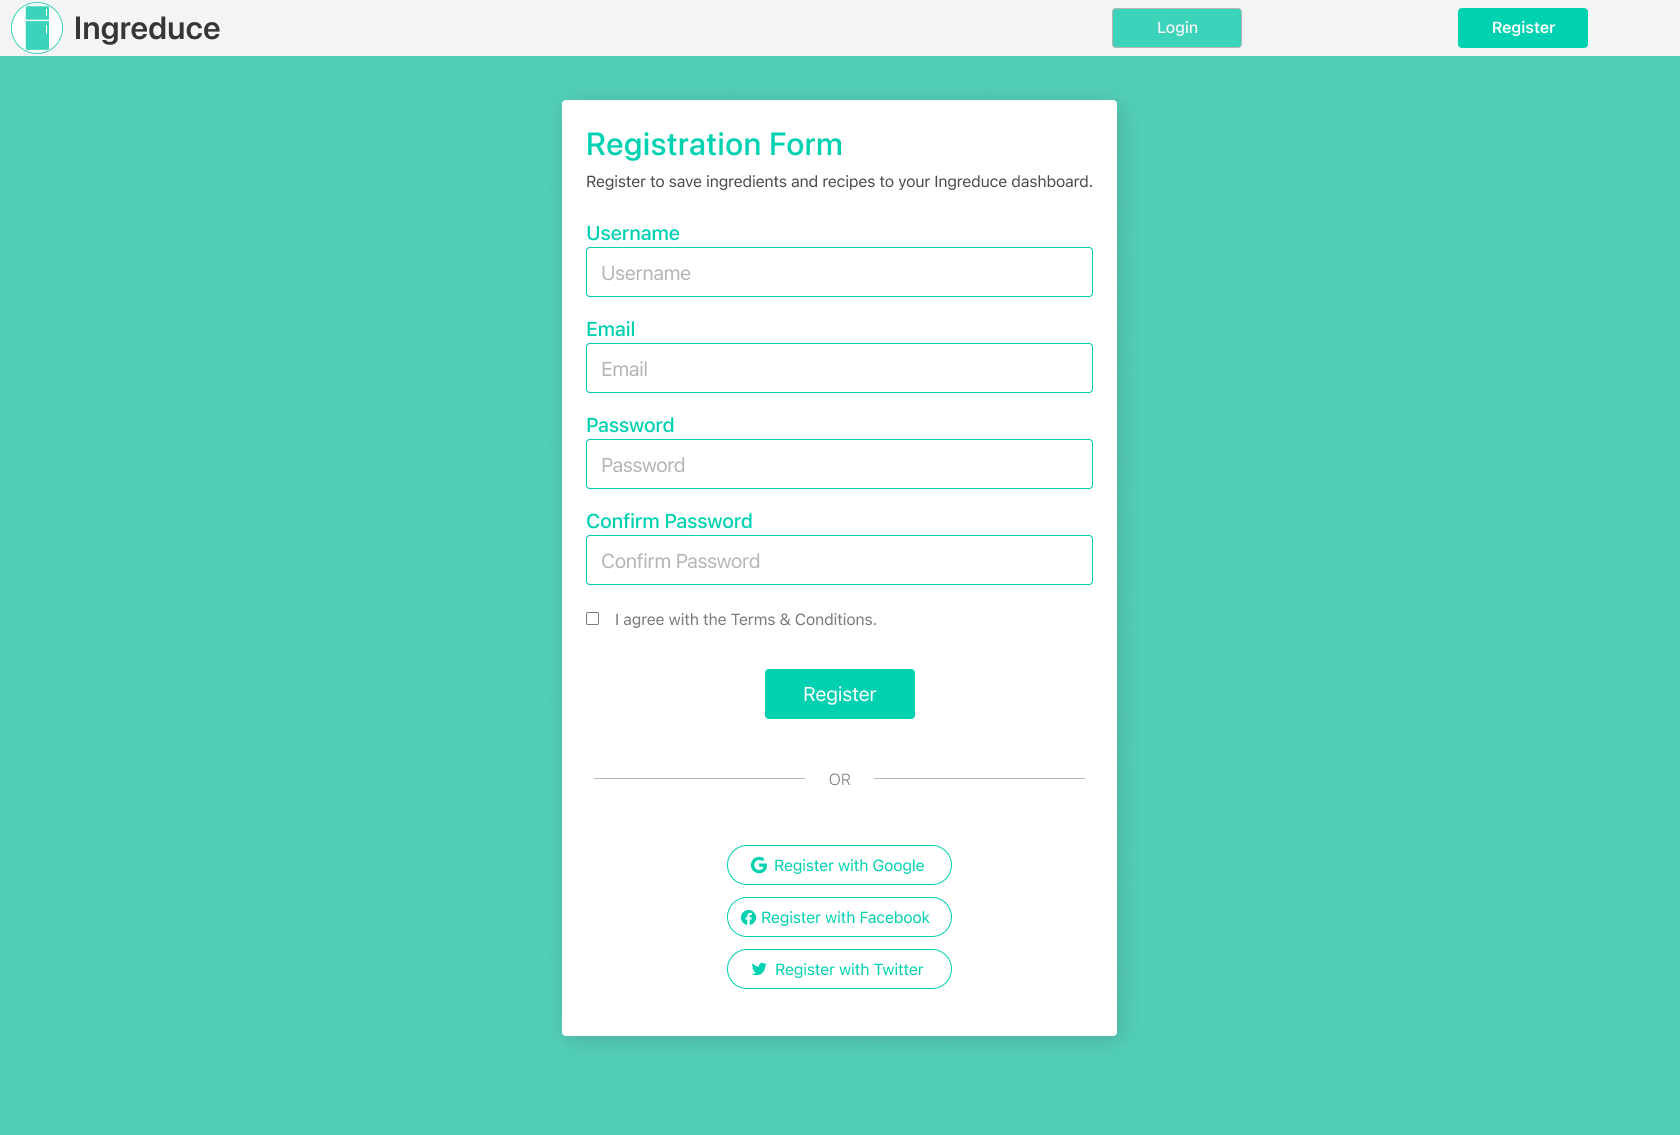 Ingreduce
Login
Register
Registration Form
Register to save ingredients and recipes to your Ingreduce dashboard.
Username
Username
Email
Email
Password
Password
Confirm Password
Confirm Password
I agree with the Terms & Conditions.
Register
OR
Register with Google
Register with Facebook
Register with Twitter